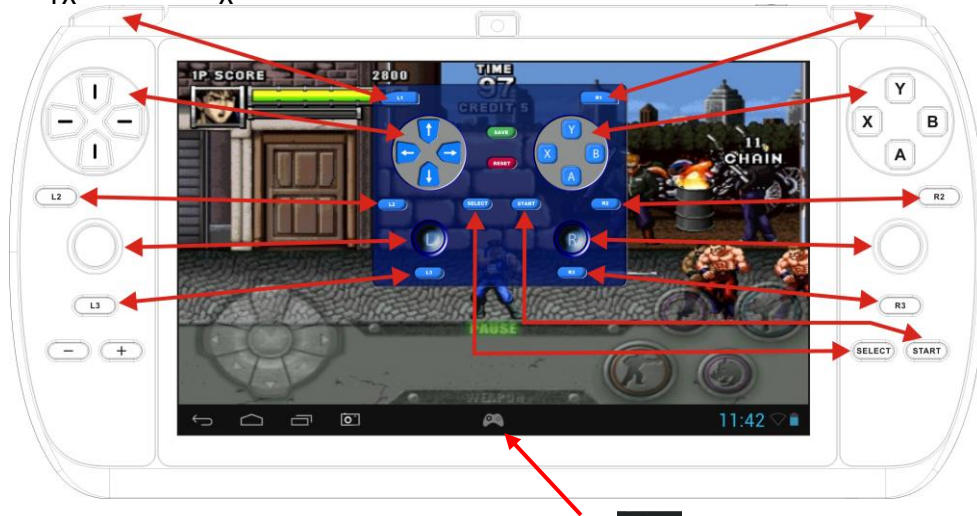 1P SCORE 2800 TIME
97
CREDIT 5
L1 R1
Y
X B
A
SAVE
RESET
Y
X B
A
11
CHAIN
L2 L2 SELECT START R2 R2
L R
L3 L3 R3 R3
PAUSE
− + SELECT START
WEAPON
11:42